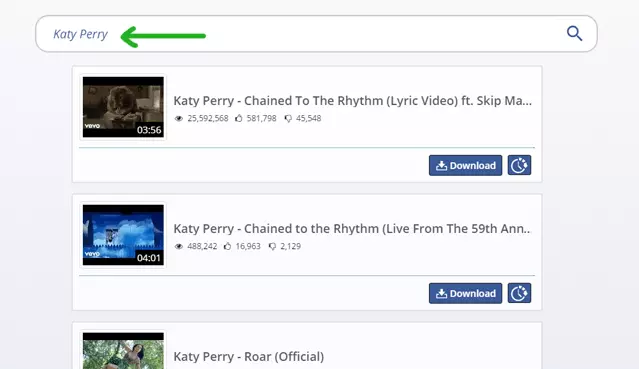 Katy Perry
Katy Perry - Chained To The Rhythm (Lyric Video) ft. Skip Ma...
25,592,568 581,798 45,548
vevo
03:56
Download
Katy Perry - Chained to the Rhythm (Live From The 59th Ann..
488,242 16,963 2,129
vevo
04:01
Download
Katy Perry - Roar (Official)